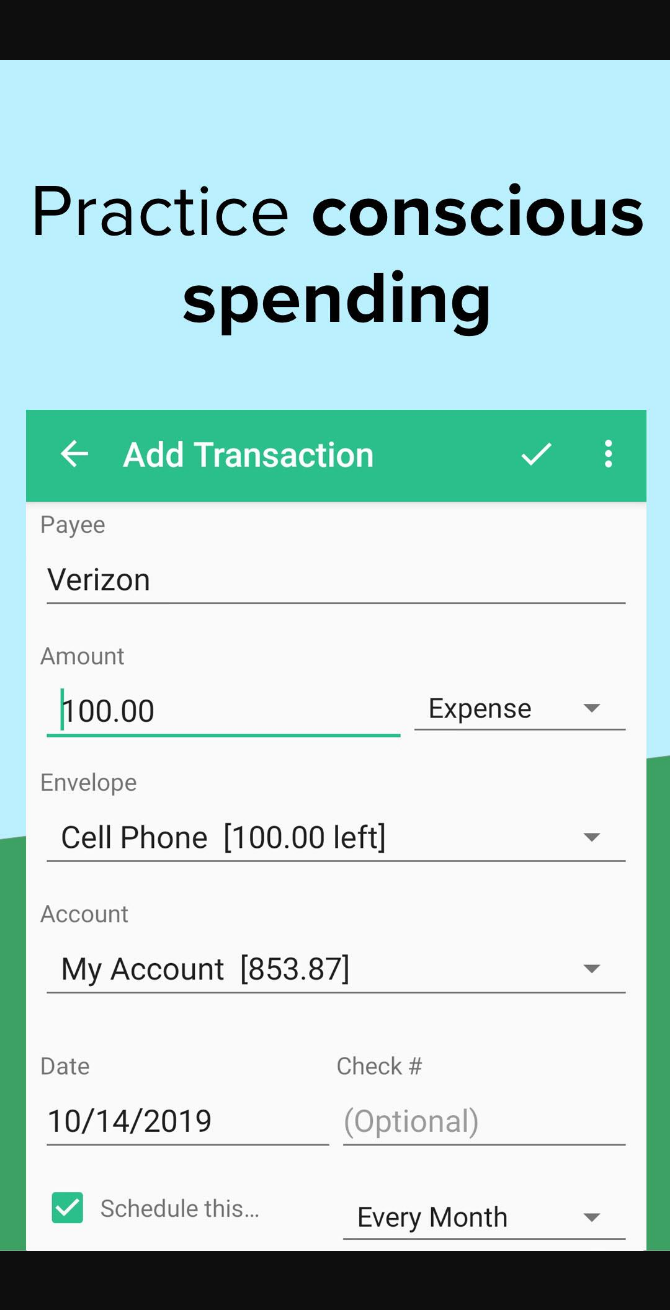 Practice conscious
spending
Add Transaction
Payee
Verizon
Amount
100.00
Expense
Envelope
Cell Phone [100.00 left]
Account
My Account [853.87]
Date
Check #
10/14/2019
(Optional)
Schedule this...
Every Month